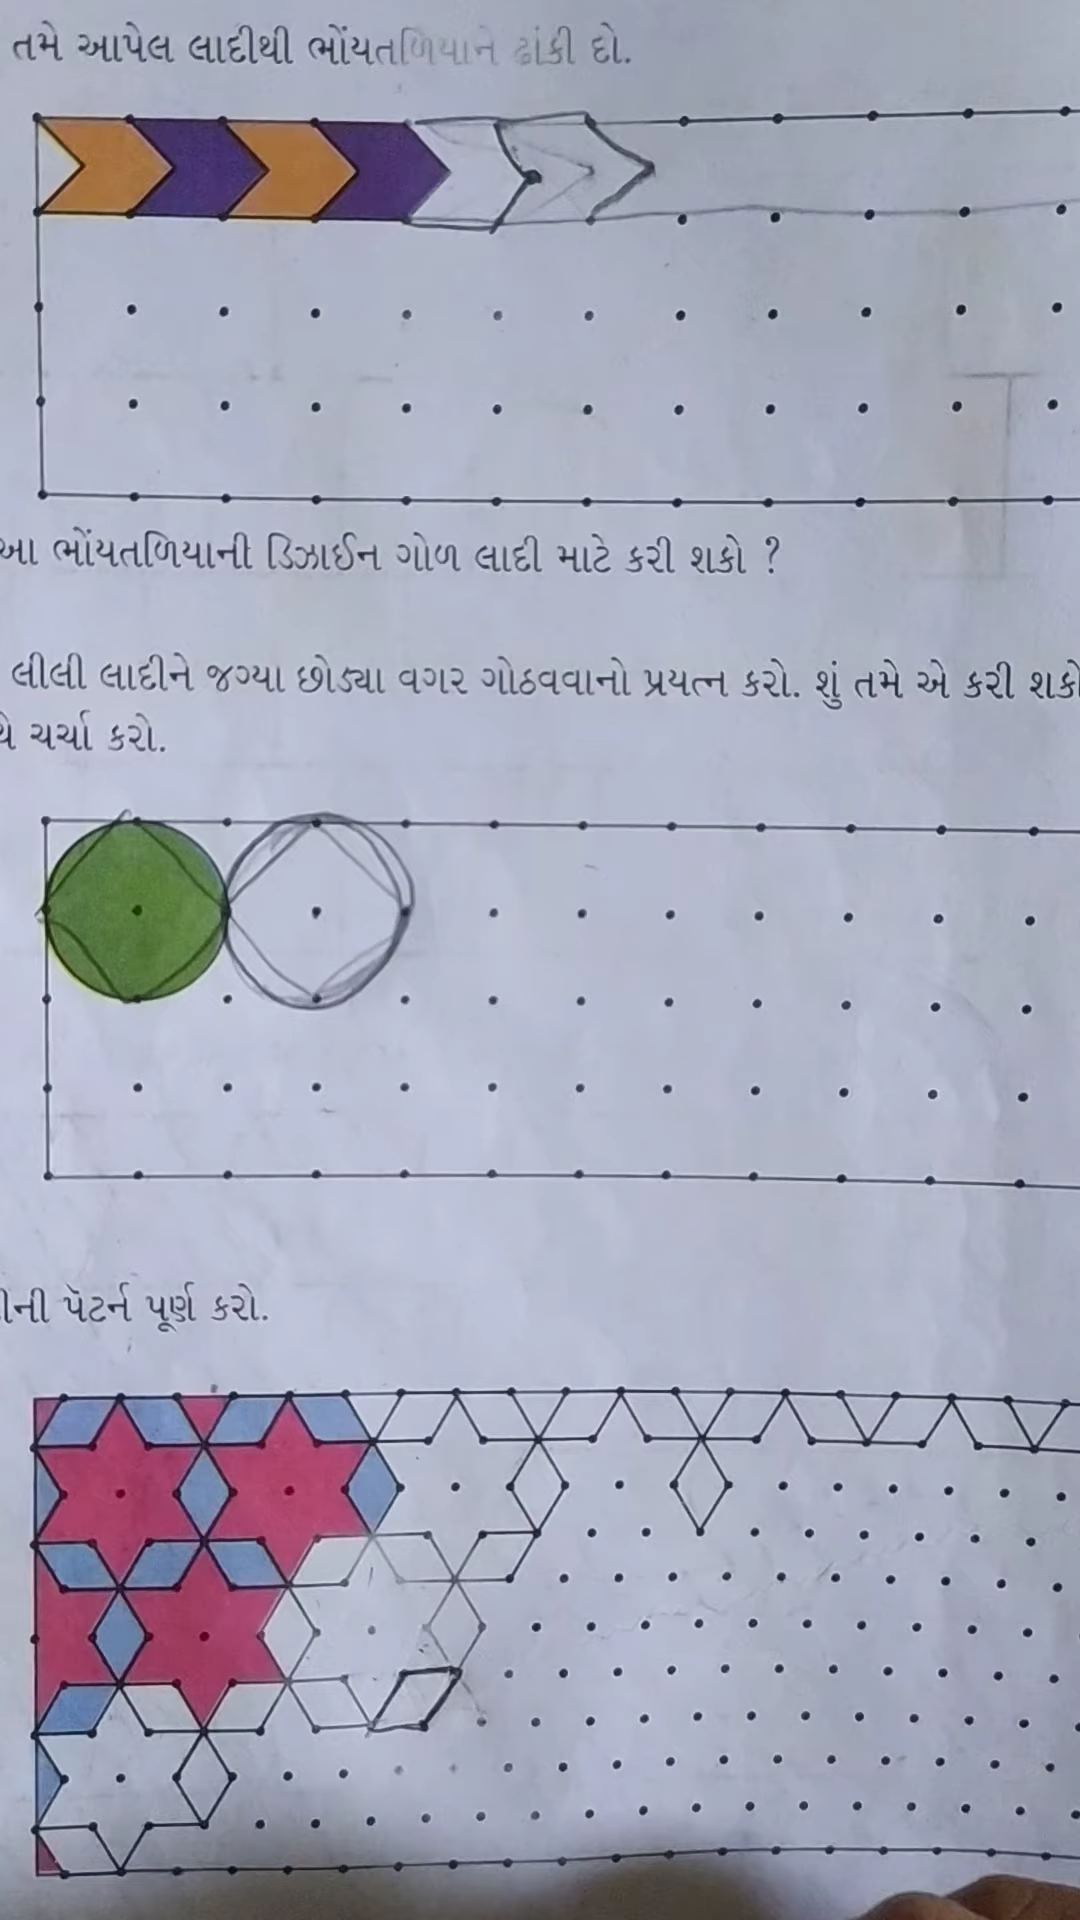 તમે આપેલ લાદીથી ભોંયતળિયાને ઢાંકી દો.
આ ભોંયતળિયાની ડિઝાઈન ગોળ લાદી માટે કરી શકો ?
લીલી લાદીને જગ્યા છોડ્યા વગર ગોઠવવાનો પ્રયત્ન કરો. શું તમે એ કરી શકો
ચર્ચા કરો.
પૅટર્ન પૂર્ણ કરો.